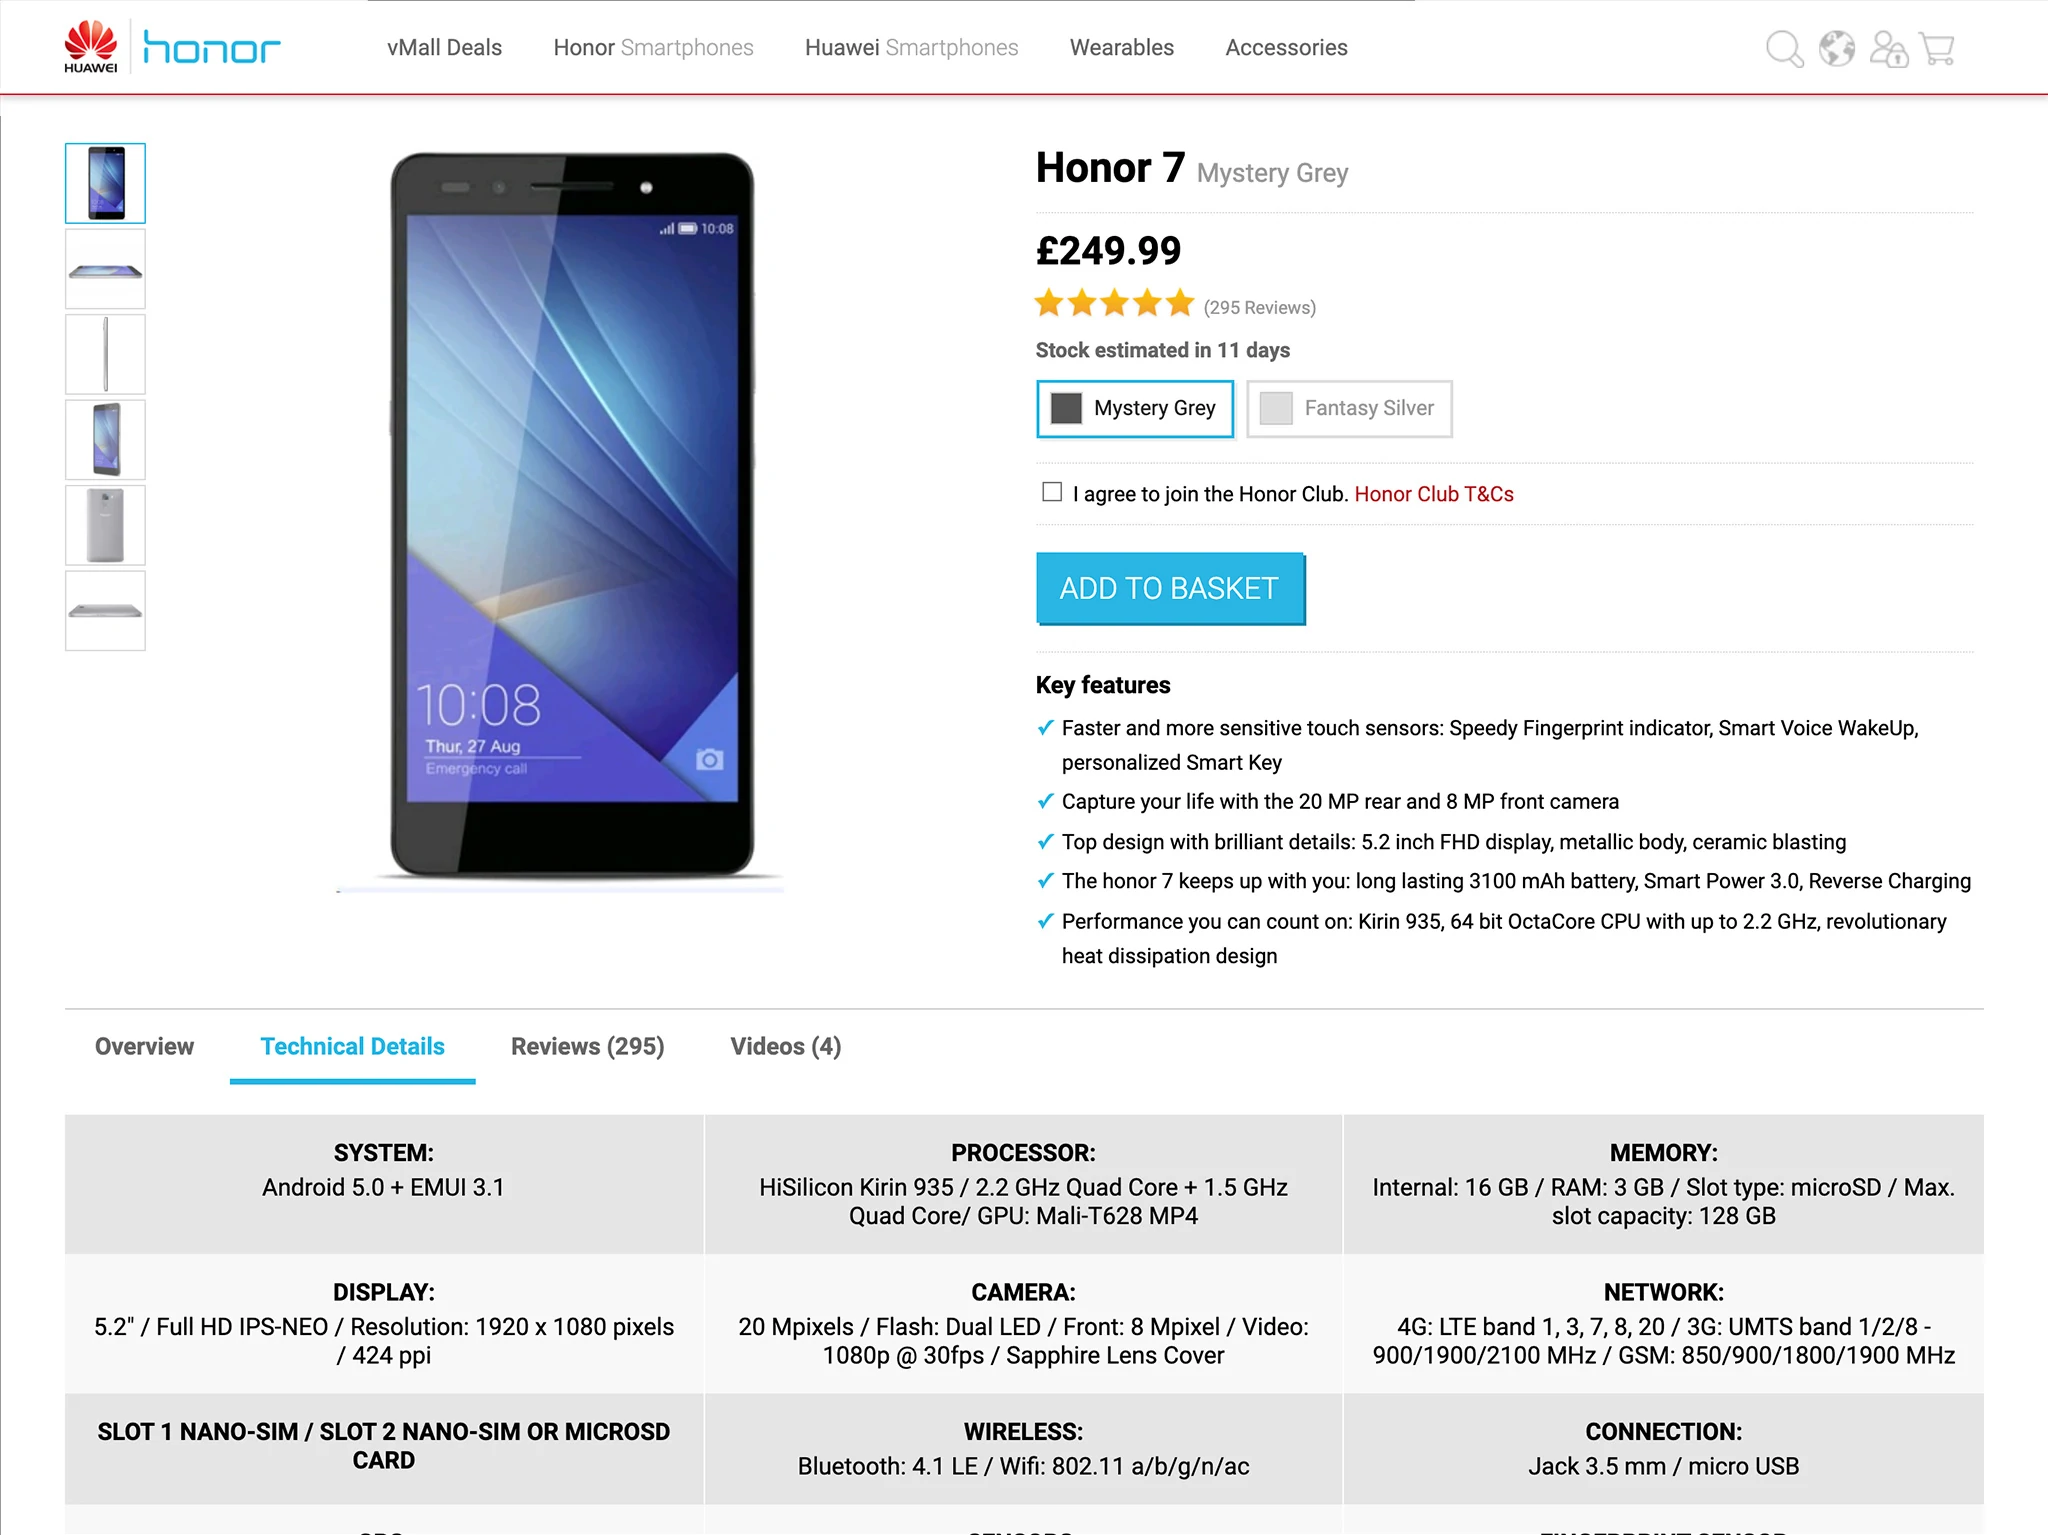 HUAWEI
honor
vMall Deals
Honor Smartphones
Huawei Smartphones
Wearables
Accessories
Honor 7 Mystery Grey
£249.99
(295 Reviews)
Stock estimated in 11 days
Mystery Grey
Fantasy Silver
I agree to join the Honor Club. Honor Club T&Cs
ADD TO BASKET
10:08
10:08
Thur, 27 Aug
Emergency call
Key features
Faster and more sensitive touch sensors: Speedy Fingerprint indicator, Smart Voice WakeUp,
personalized Smart Key
Capture your life with the 20 MP rear and 8 MP front camera
Top design with brilliant details: 5.2 inch FHD display, metallic body, ceramic blasting
The honor 7 keeps up with you: long lasting 3100 mAh battery, Smart Power 3.0, Reverse Charging
Performance you can count on: Kirin 935, 64 bit OctaCore CPU with up to 2.2 GHz, revolutionary
heat dissipation design
Overview
Technical Details
Reviews (295)
Videos (4)
SYSTEM:
Android 5.0 + EMUI 3.1
PROCESSOR:
HiSilicon Kirin 935 / 2.2 GHz Quad Core + 1.5 GHz
Quad Core/ GPU: Mali-T628 MP4
MEMORY:
Internal: 16 GB / RAM: 3 GB / Slot type: microSD / Max.
slot capacity: 128 GB
DISPLAY:
5.2" / Full HD IPS-NEO / Resolution: 1920 x 1080 pixels
/ 424 ppi
CAMERA:
20 Mpixels / Flash: Dual LED / Front: 8 Mpixel / Video:
1080p @ 30fps / Sapphire Lens Cover
NETWORK:
4G: LTE band 1, 3, 7, 8, 20 / 3G: UMTS band 1/2/8 -
900/1900/2100 MHz / GSM: 850/900/1800/1900 MHz
SLOT 1 NANO-SIM / SLOT 2 NANO-SIM OR MICROSD
CARD
WIRELESS:
Bluetooth: 4.1 LE / Wifi: 802.11 a/b/g/n/ac
CONNECTION:
Jack 3.5 mm / micro USB